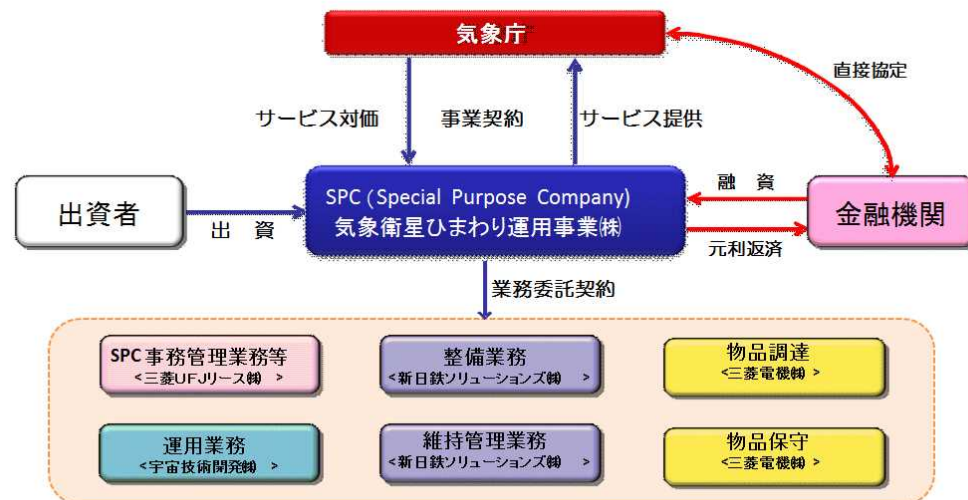 気象庁
直接協定
サービス対価
事業契約
サービス提供
出資者
出 資
SPC (Special Purpose Company)
気象衛星ひまわり運用事業㈱
融 資
元利返済
金融機関
業務委託契約
SPC 事務管理業務等
<三菱UFJリース㈱ >
整備業務
<新日鉄ソリューションズ㈱ >
物品調達
<三菱電機㈱ >
運用業務
<宇宙技術開発㈱ >
維持管理業務
<新日鉄ソリューションズ㈱ >
物品保守
<三菱電機㈱ >